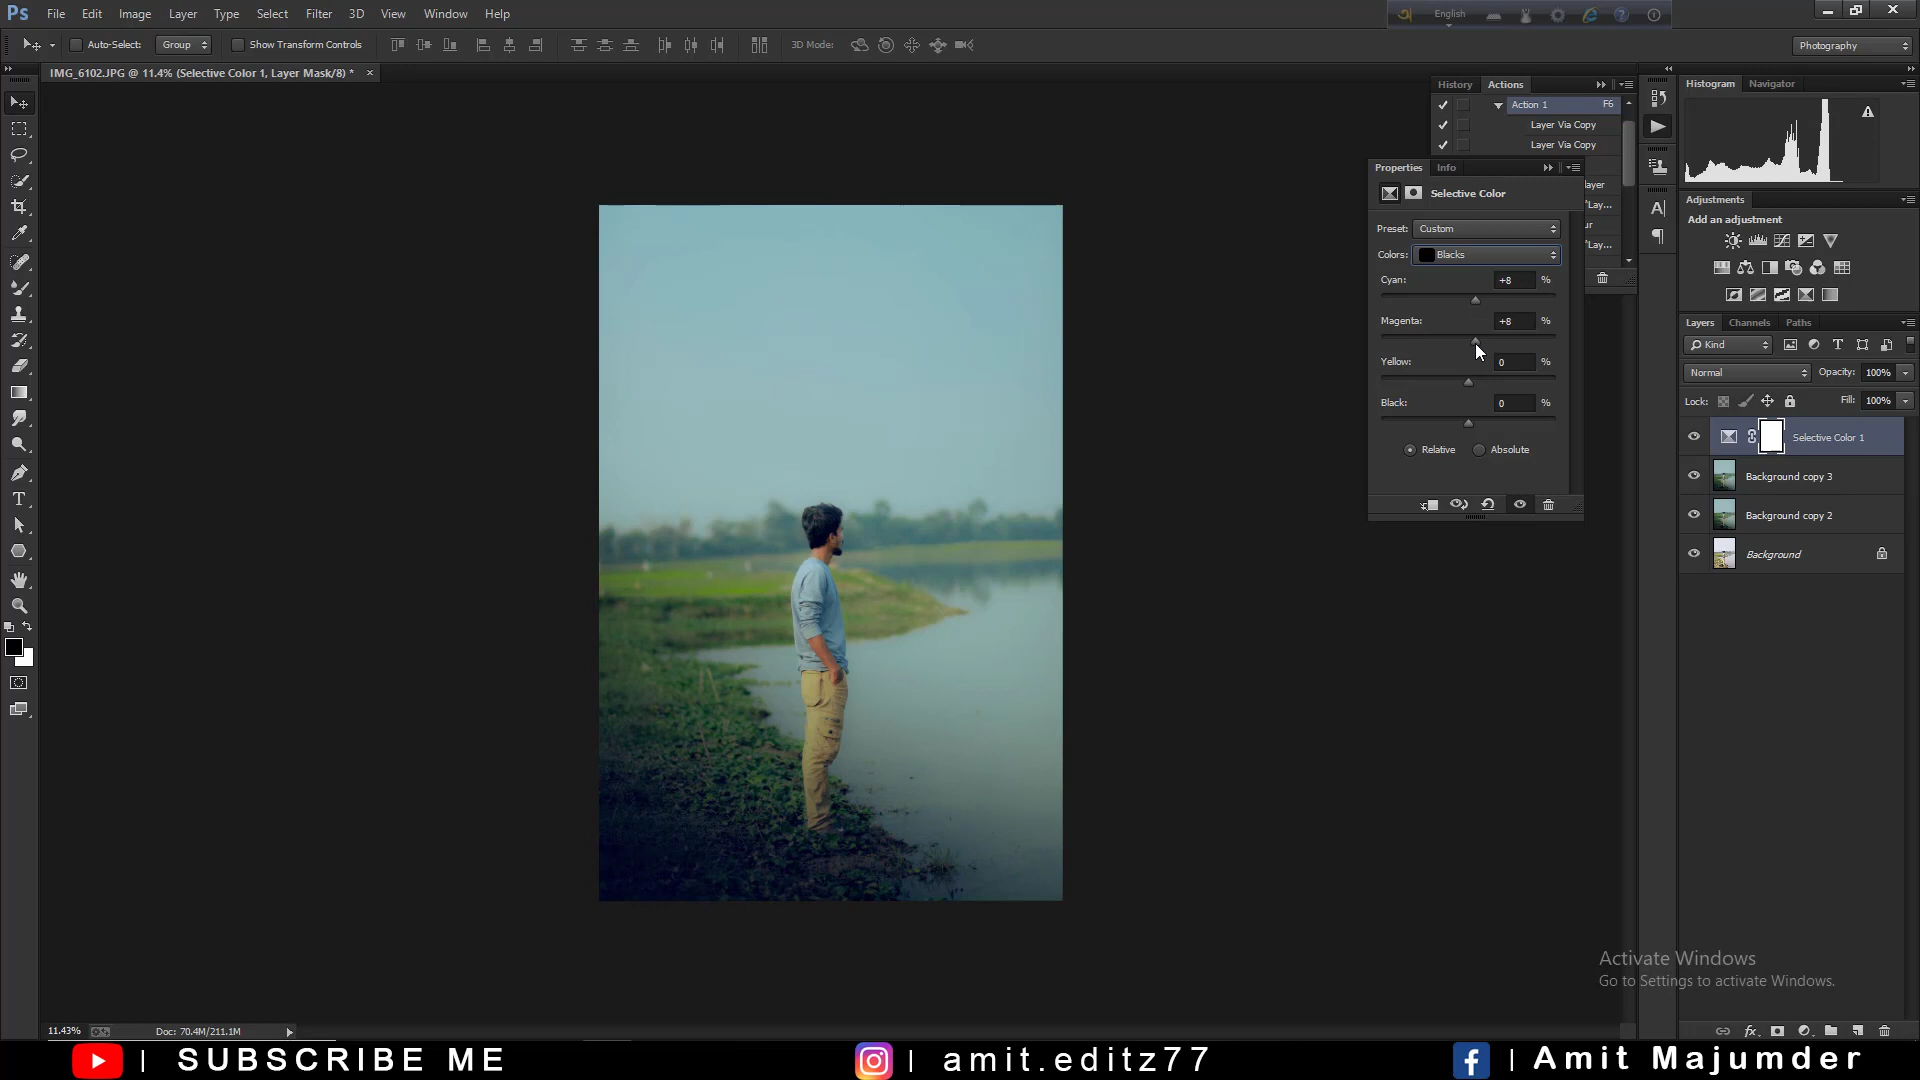 Ps File Edit Image Layer Type Select Filter 3D View Window Help
English
Auto-Select: Group Show Transform Controls 3D Mode: Photography
IMG_6102.JPG @ 11.4% (Selective Color 1, Layer Mask/8) * ×
History Actions
Action 1 F6
Layer Via Copy
Layer Via Copy
Properties Info
Selective Color
Preset: Custom
Colors: Blacks
Cyan: +8 %
Magenta: +8 %
Yellow: 0 %
Black: 0 %
Relative Absolute
Histogram Navigator
Adjustments
Add an adjustment
Layers Channels Paths
Kind
Normal Opacity: 100%
Lock: Fill: 100%
Selective Color 1
Background copy 3
Background copy 2
Background
Activate Windows
Go to Settings to activate Windows.
11.43% Doc: 70.4M/211.1M
| SUBSCRIBE ME | amit.editz77 | Amit Majumder